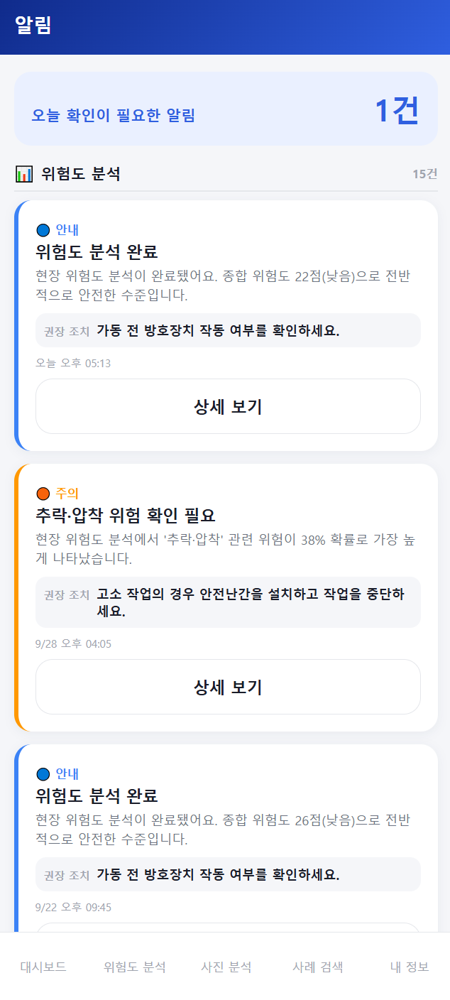 알림
오늘 확인이 필요한 알림
1건
위험도 분석
15건
안내
위험도 분석 완료
현장 위험도 분석이 완료됐어요. 종합 위험도 22점(낮음)으로 전반
적으로 안전한 수준입니다.
권장 조치 가동 전 방호장치 작동 여부를 확인하세요.
오늘 오후 05:13
상세 보기
주의
추락·압착 위험 확인 필요
현장 위험도 분석에서 '추락·압착' 관련 위험이 38% 확률로 가장 높
게 나타났습니다.
권장 조치 고소 작업의 경우 안전난간을 설치하고 작업을 중단하
세요.
9/28 오후 04:05
상세 보기
안내
위험도 분석 완료
현장 위험도 분석이 완료됐어요. 종합 위험도 26점(낮음)으로 전반
적으로 안전한 수준입니다.
권장 조치 가동 전 방호장치 작동 여부를 확인하세요.
9/22 오후 09:45
대시보드 위험도 분석 사진 분석 사례 검색 내 정보